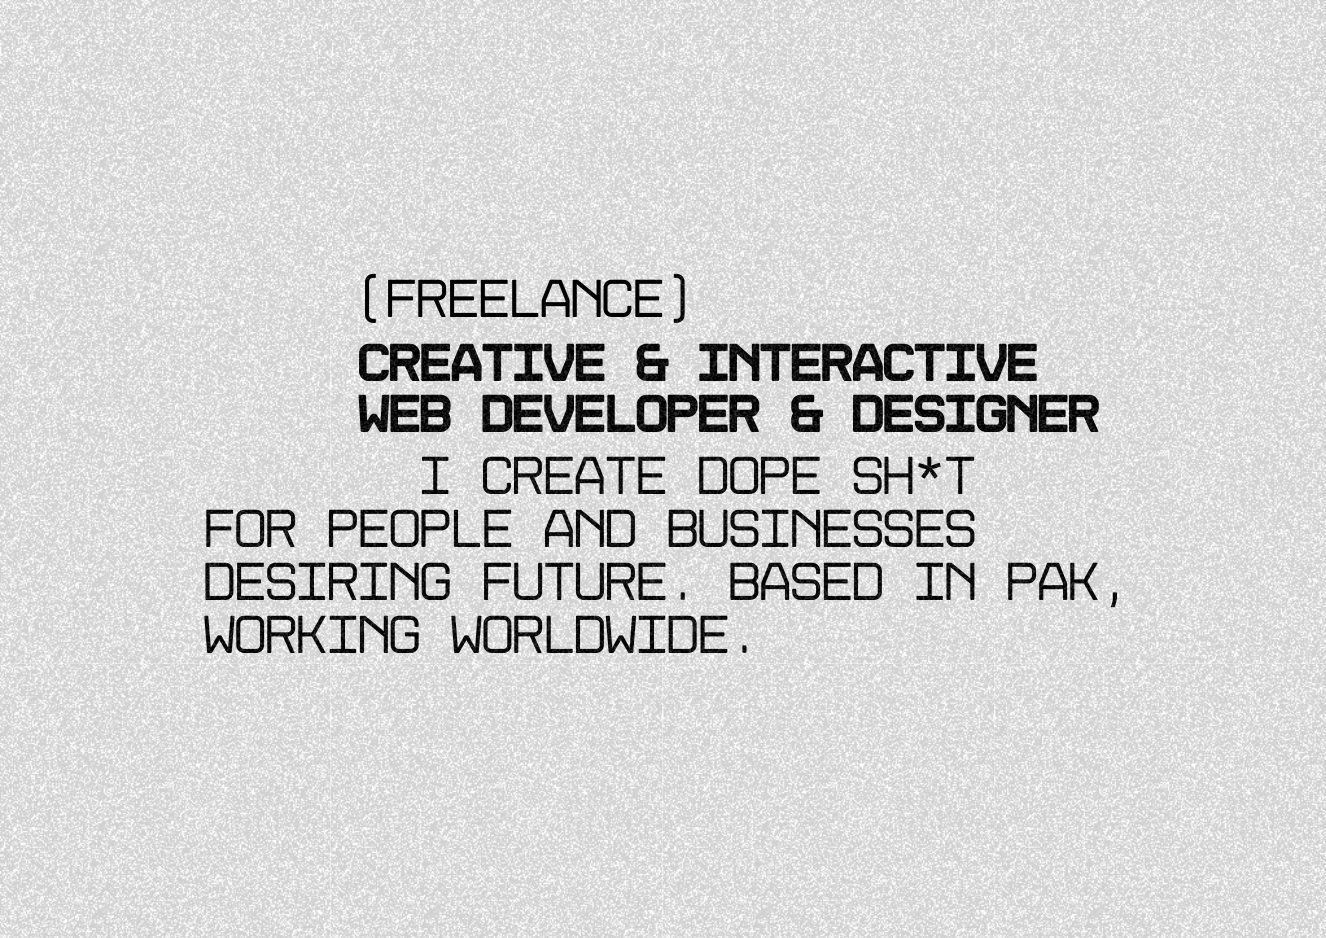 (FREELANCE)
CREATIVE & INTERACTIVE
WEB DEVELOPER & DESIGNER
I CREATE DOPE SH*T
FOR PEOPLE AND BUSINESSES
DESIRING FUTURE. BASED IN PAK,
WORKING WORLDWIDE.